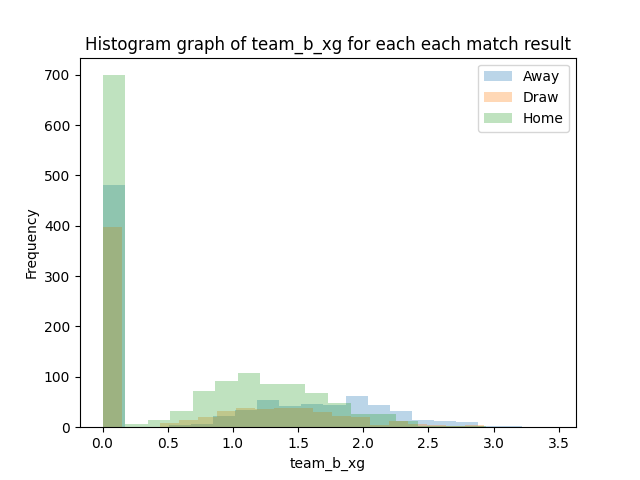 Histogram graph of team_b_xg for each each match result
Away
Draw
Home
Frequency
700
600
500
400
300
200
100
0
0.0 0.5 1.0 1.5 2.0 2.5 3.0 3.5
team_b_xg